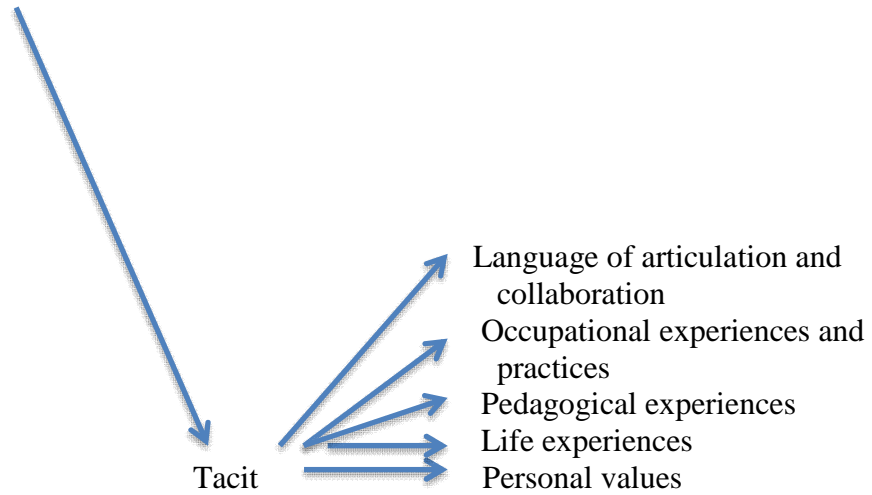 Language of articulation and
collaboration
Occupational experiences and
practices
Pedagogical experiences
Life experiences
Tacit
Personal values